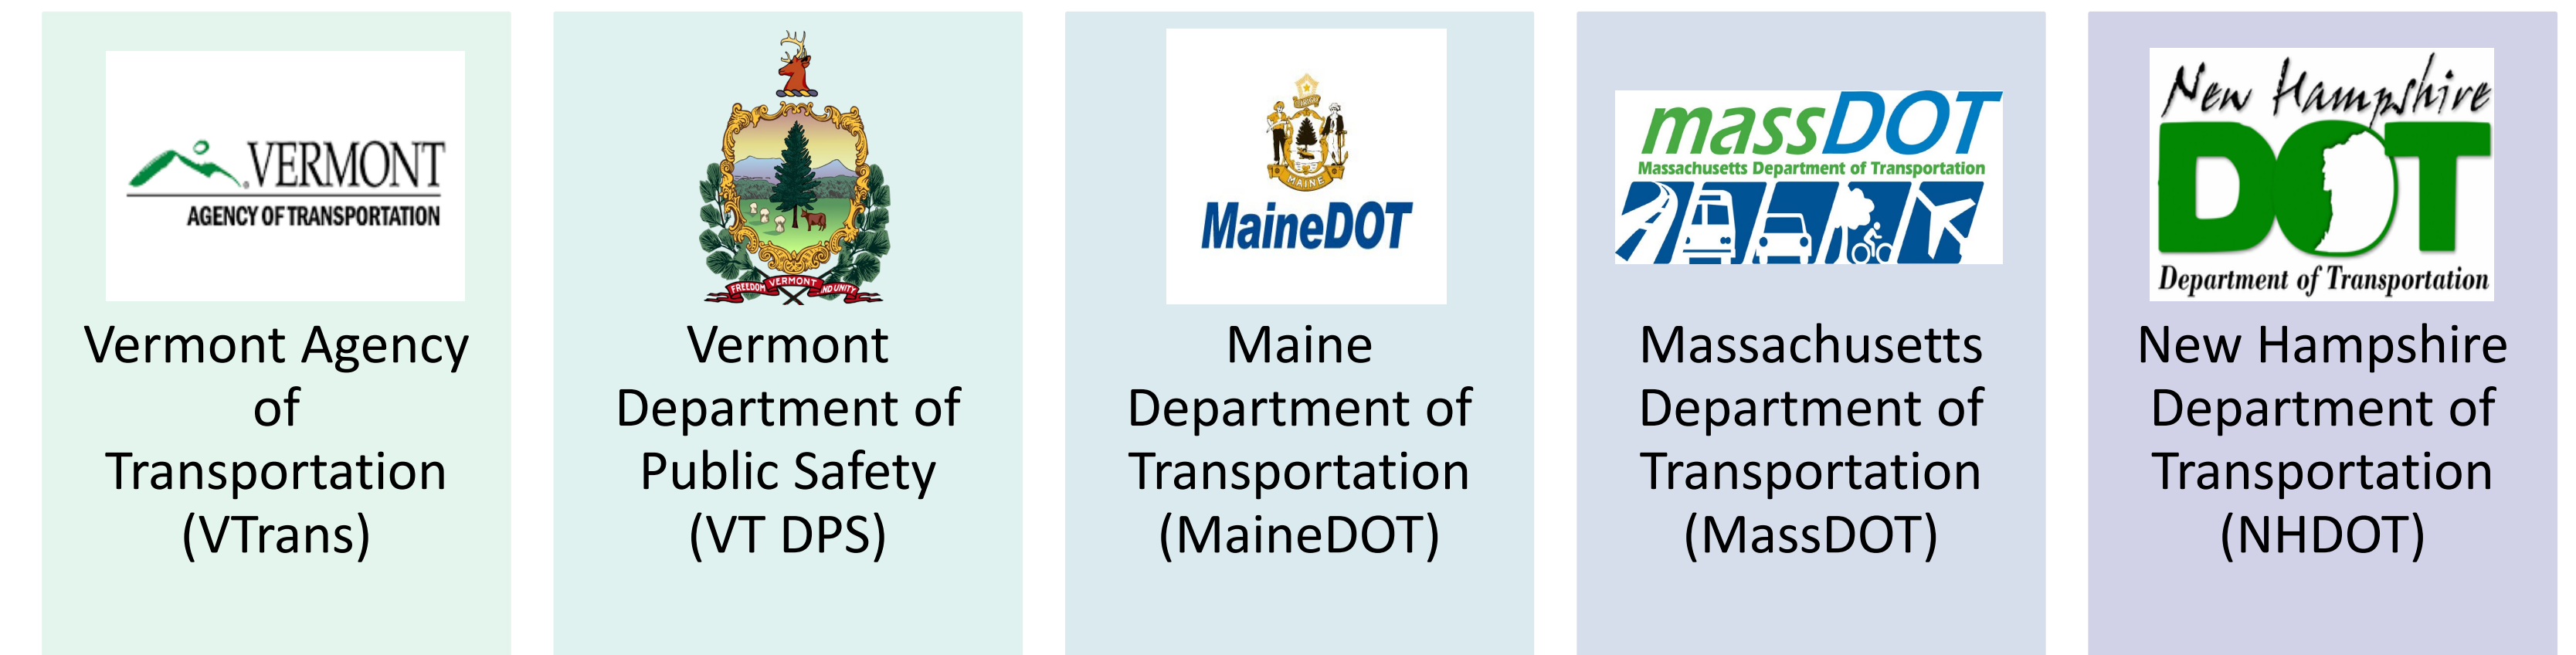 VERMONT
AGENCY OF TRANSPORTATION
Vermont Agency
of
Transportation
(VTrans)
FREEDOM VERMONT AND UNITY
Vermont
Department of
Public Safety
(VT DPS)
DIRIGO
MAINE
MaineDOT
Maine
Department of
Transportation
(MaineDOT)
massDOT
Massachusetts Department of Transportation
Massachusetts
Department of
Transportation
(MassDOT)
New Hampshire
DOT
Department of Transportation
New Hampshire
Department of
Transportation
(NHDOT)